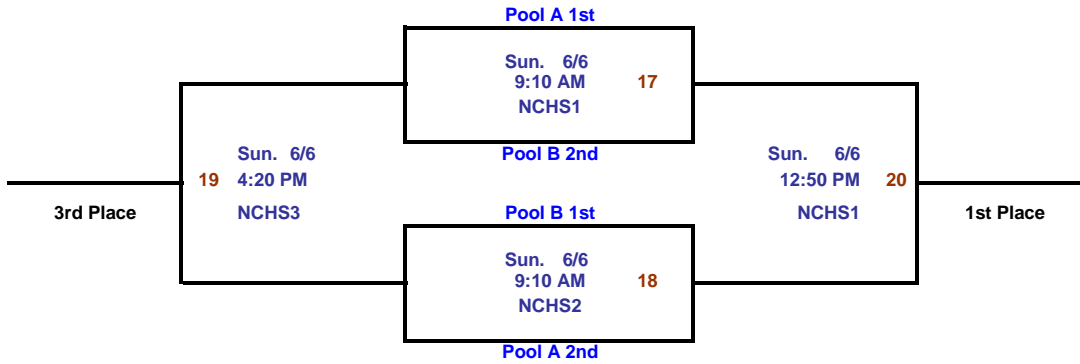 Pool A 1st
Sun. 6/6
9:10 AM 17
NCHS1
Pool B 2nd
Sun. 6/6
19 4:20 PM
NCHS3
3rd Place
Sun. 6/6
12:50 PM 20
NCHS1
1st Place
Pool B 1st
Sun. 6/6
9:10 AM 18
NCHS2
Pool A 2nd